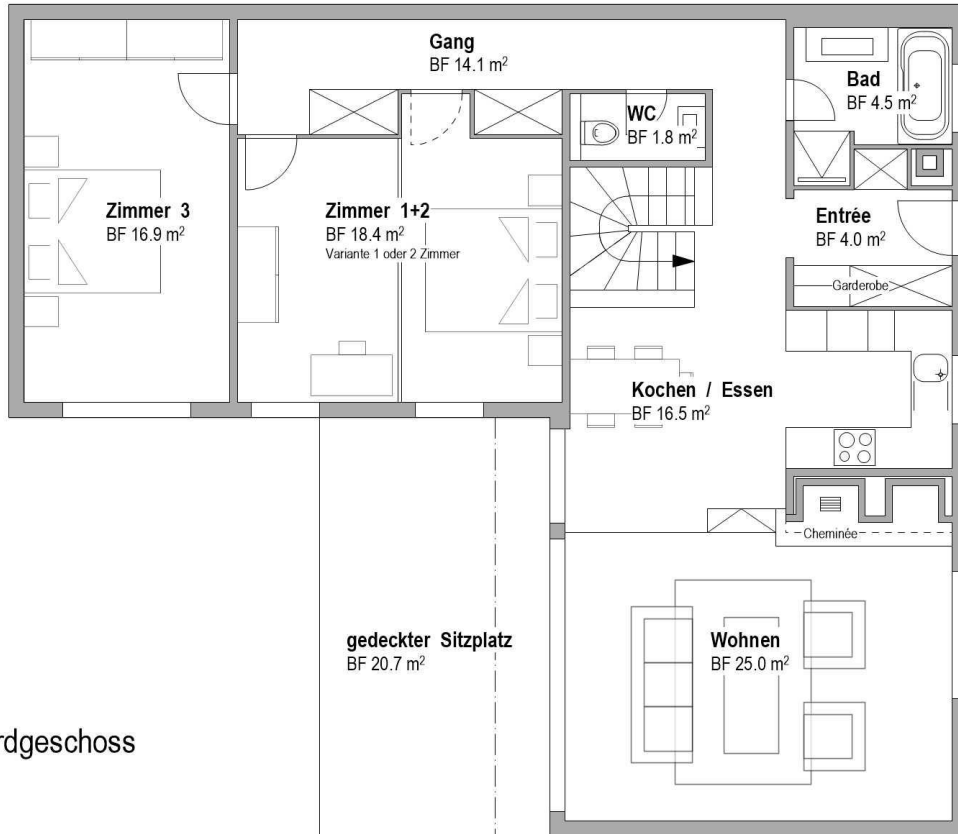 Gang
BF 14.1 m²
Bad
BF 4.5 m²
WC
BF 1.8 m²
Zimmer 3
BF 16.9 m²
Zimmer 1+2
BF 18.4 m²
Variante 1 oder 2 Zimmer
Entrée
BF 4.0 m²
Garderobe
Kochen / Essen
BF 16.5 m²
Cheminée
gedeckter Sitzplatz
BF 20.7 m²
Wohnen
BF 25.0 m²
rdgeschoss